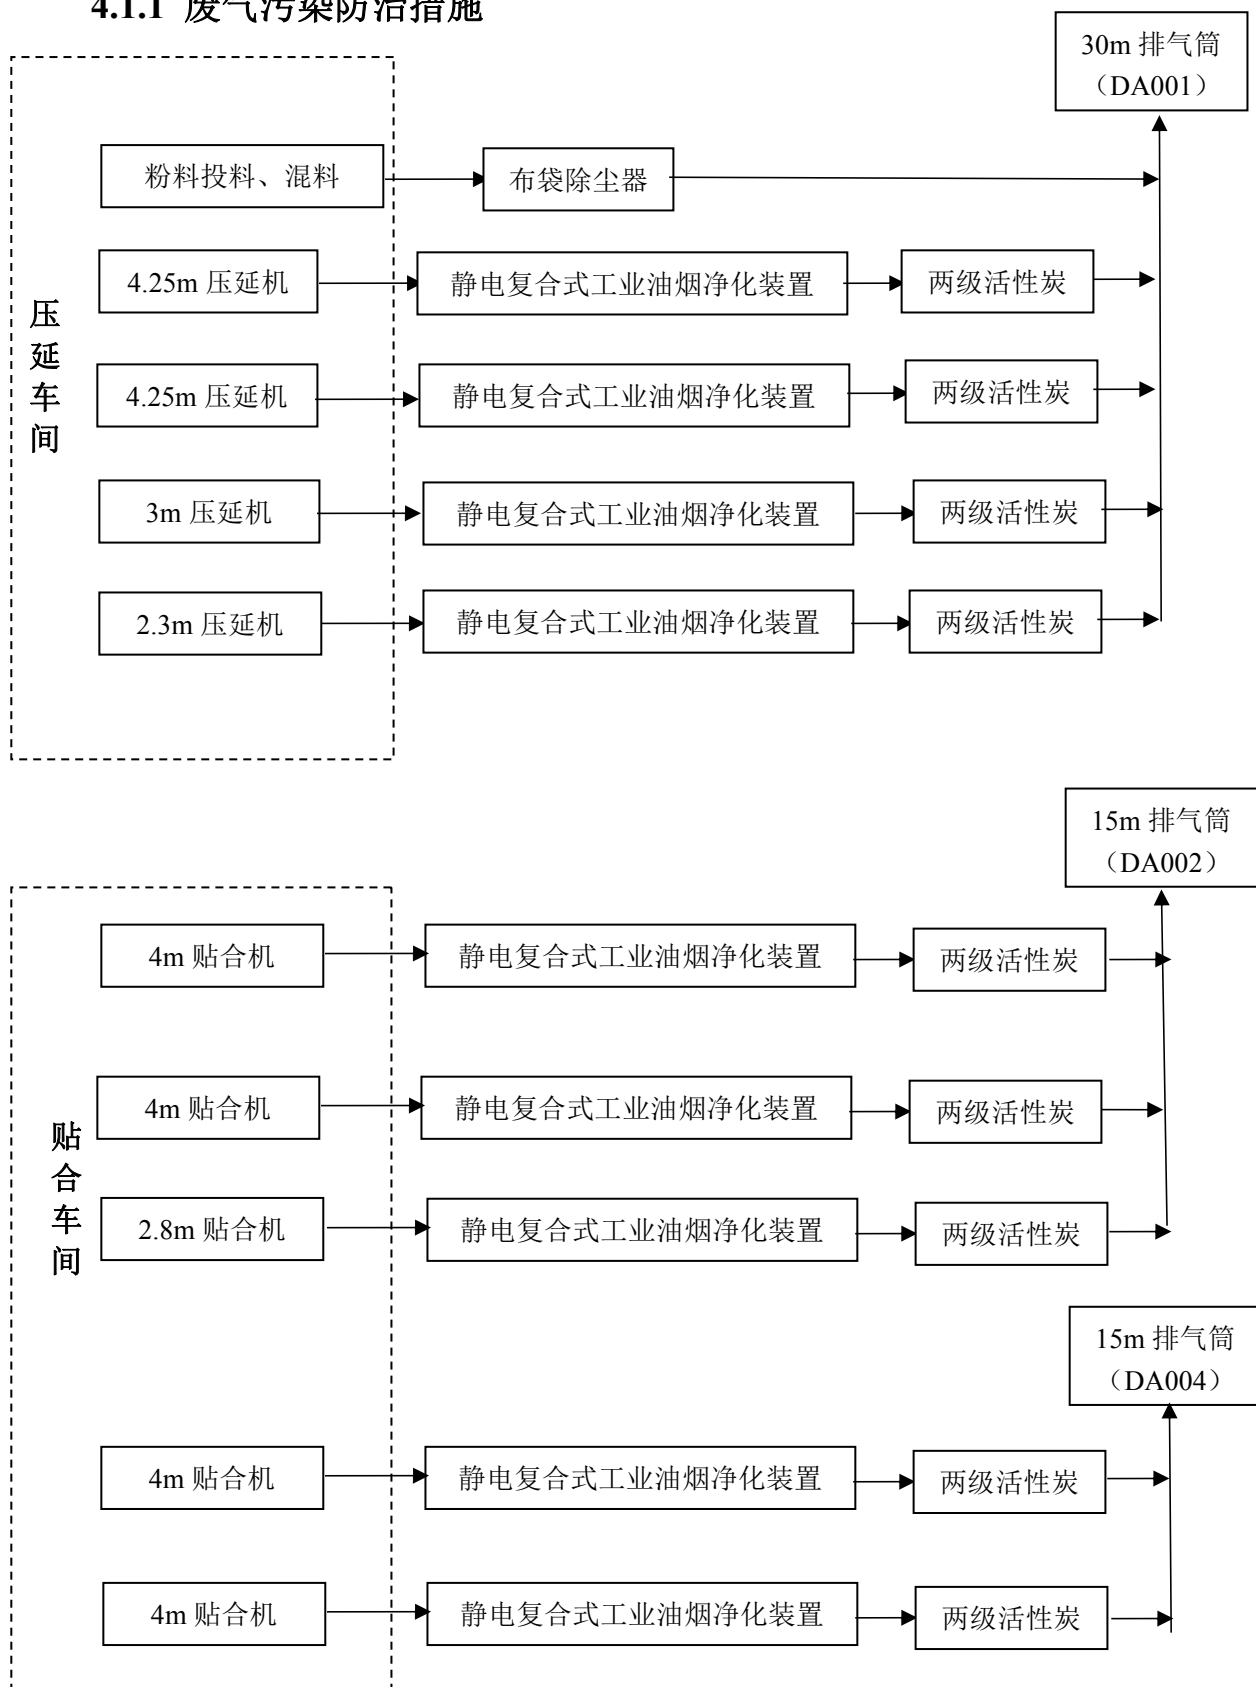 4.1.1 废气污染防治措施
30m 排气筒
（DA001）
粉料投料、混料
布袋除尘器
4.25m 压延机
静电复合式工业油烟净化装置
两级活性炭
压延车间
4.25m 压延机
静电复合式工业油烟净化装置
两级活性炭
3m 压延机
静电复合式工业油烟净化装置
两级活性炭
2.3m 压延机
静电复合式工业油烟净化装置
两级活性炭
15m 排气筒
（DA002）
4m 贴合机
静电复合式工业油烟净化装置
两级活性炭
4m 贴合机
静电复合式工业油烟净化装置
两级活性炭
贴合车间
2.8m 贴合机
静电复合式工业油烟净化装置
两级活性炭
15m 排气筒
（DA004）
4m 贴合机
静电复合式工业油烟净化装置
两级活性炭
4m 贴合机
静电复合式工业油烟净化装置
两级活性炭